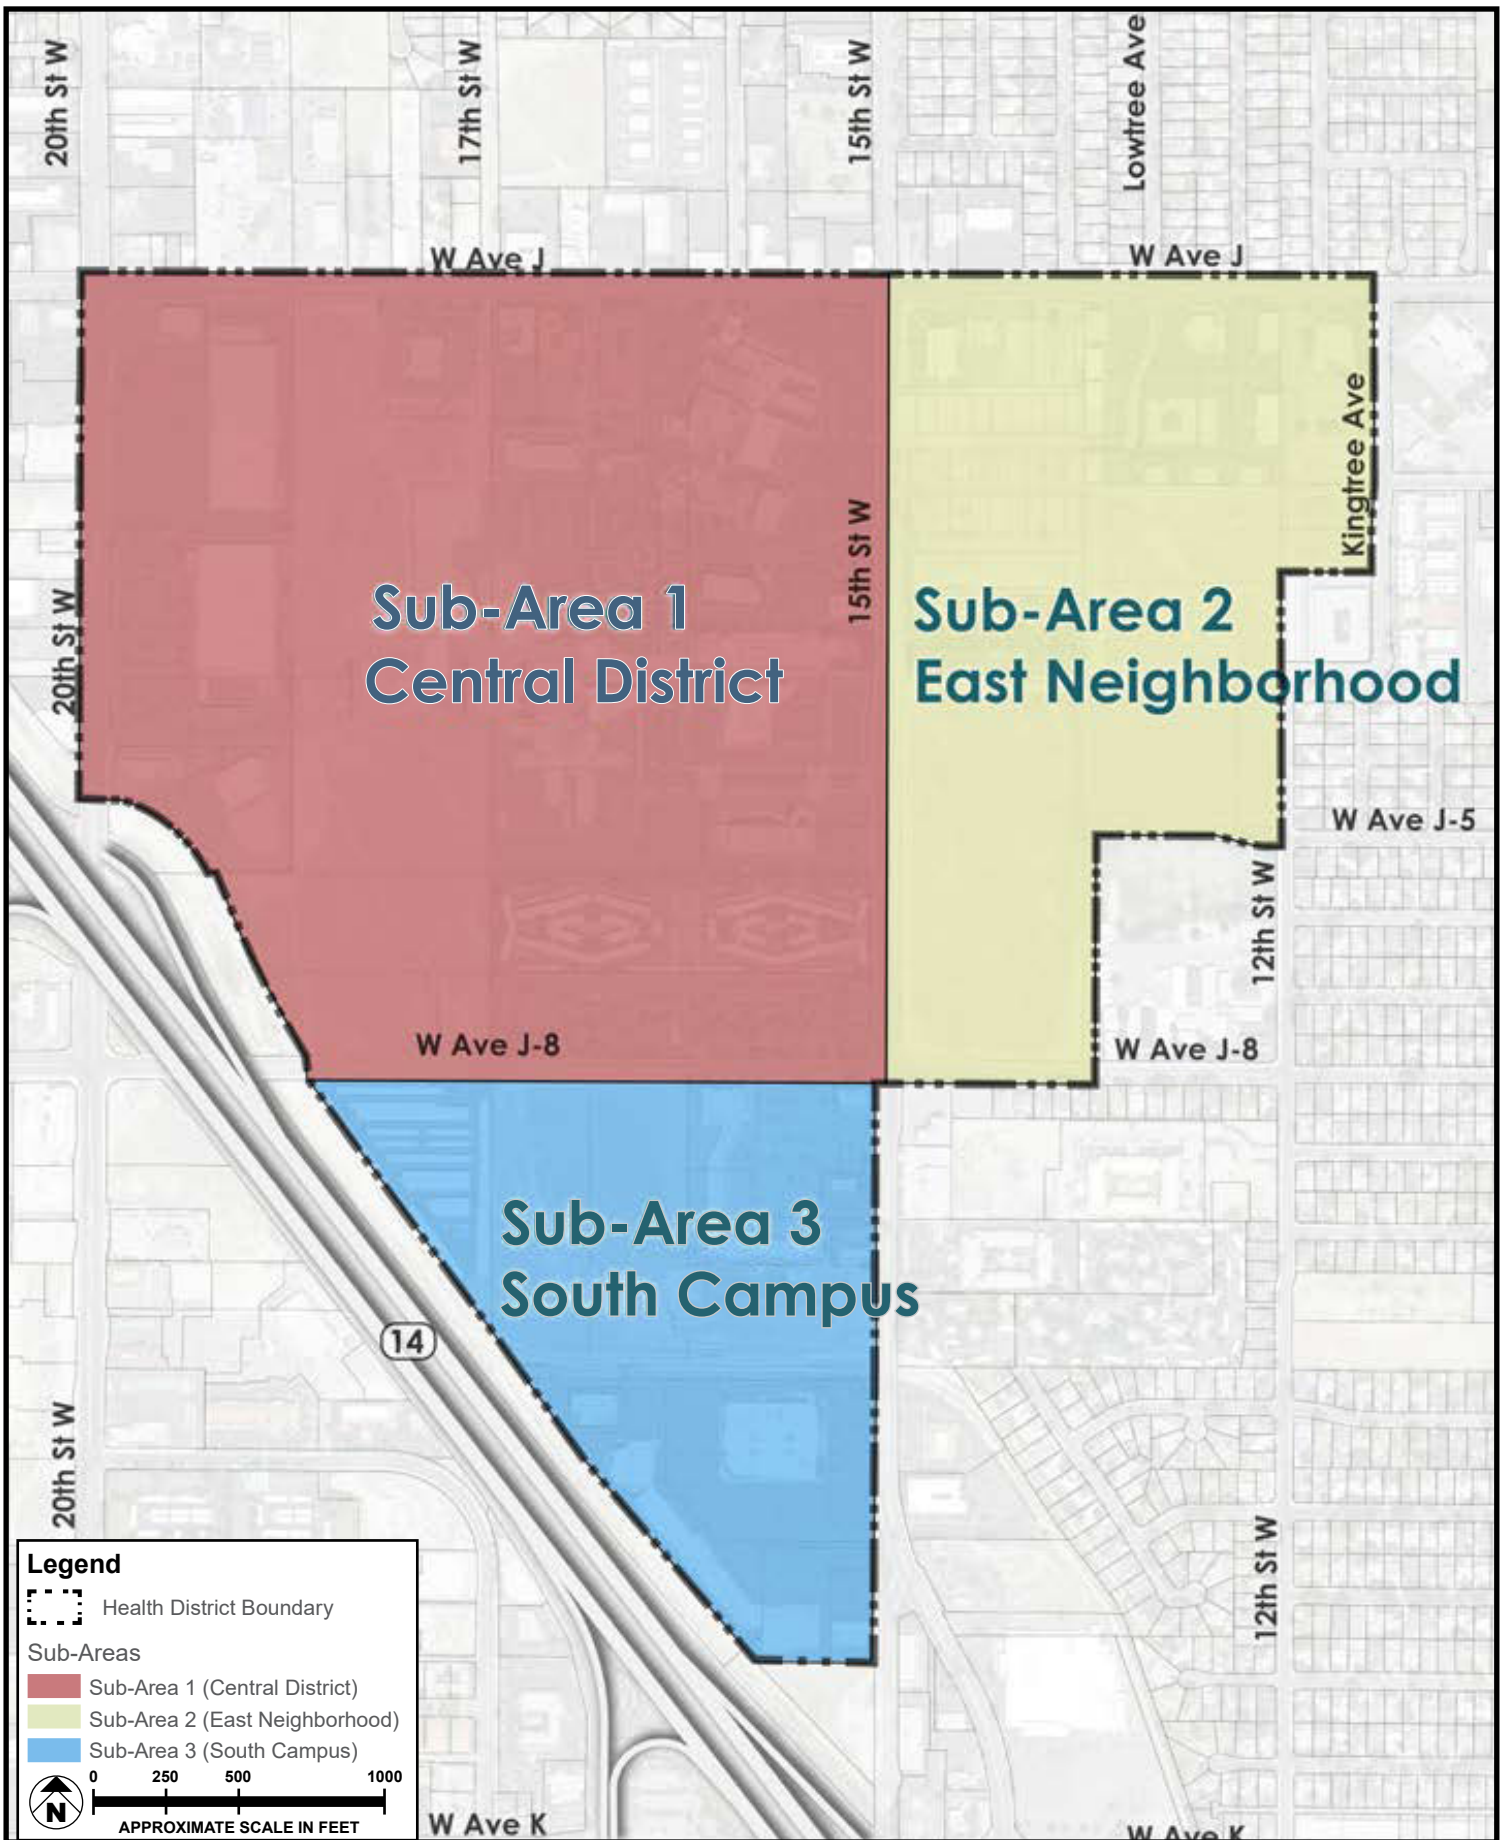 20th St W
17th St W
15th St W
Lowtree Ave
W Ave J
W Ave J
Kingtree Ave
15th St W
Sub-Area 1
Central District
Sub-Area 2
East Neighborhood
20th St W
W Ave J-5
12th St W
W Ave J-8
W Ave J-8
Sub-Area 3
South Campus
14
20th St W
12th St W
Legend
Health District Boundary
Sub-Areas
Sub-Area 1 (Central District)
Sub-Area 2 (East Neighborhood)
Sub-Area 3 (South Campus)
0 250 500 1000
N
APPROXIMATE SCALE IN FEET
W Ave K
W Ave K